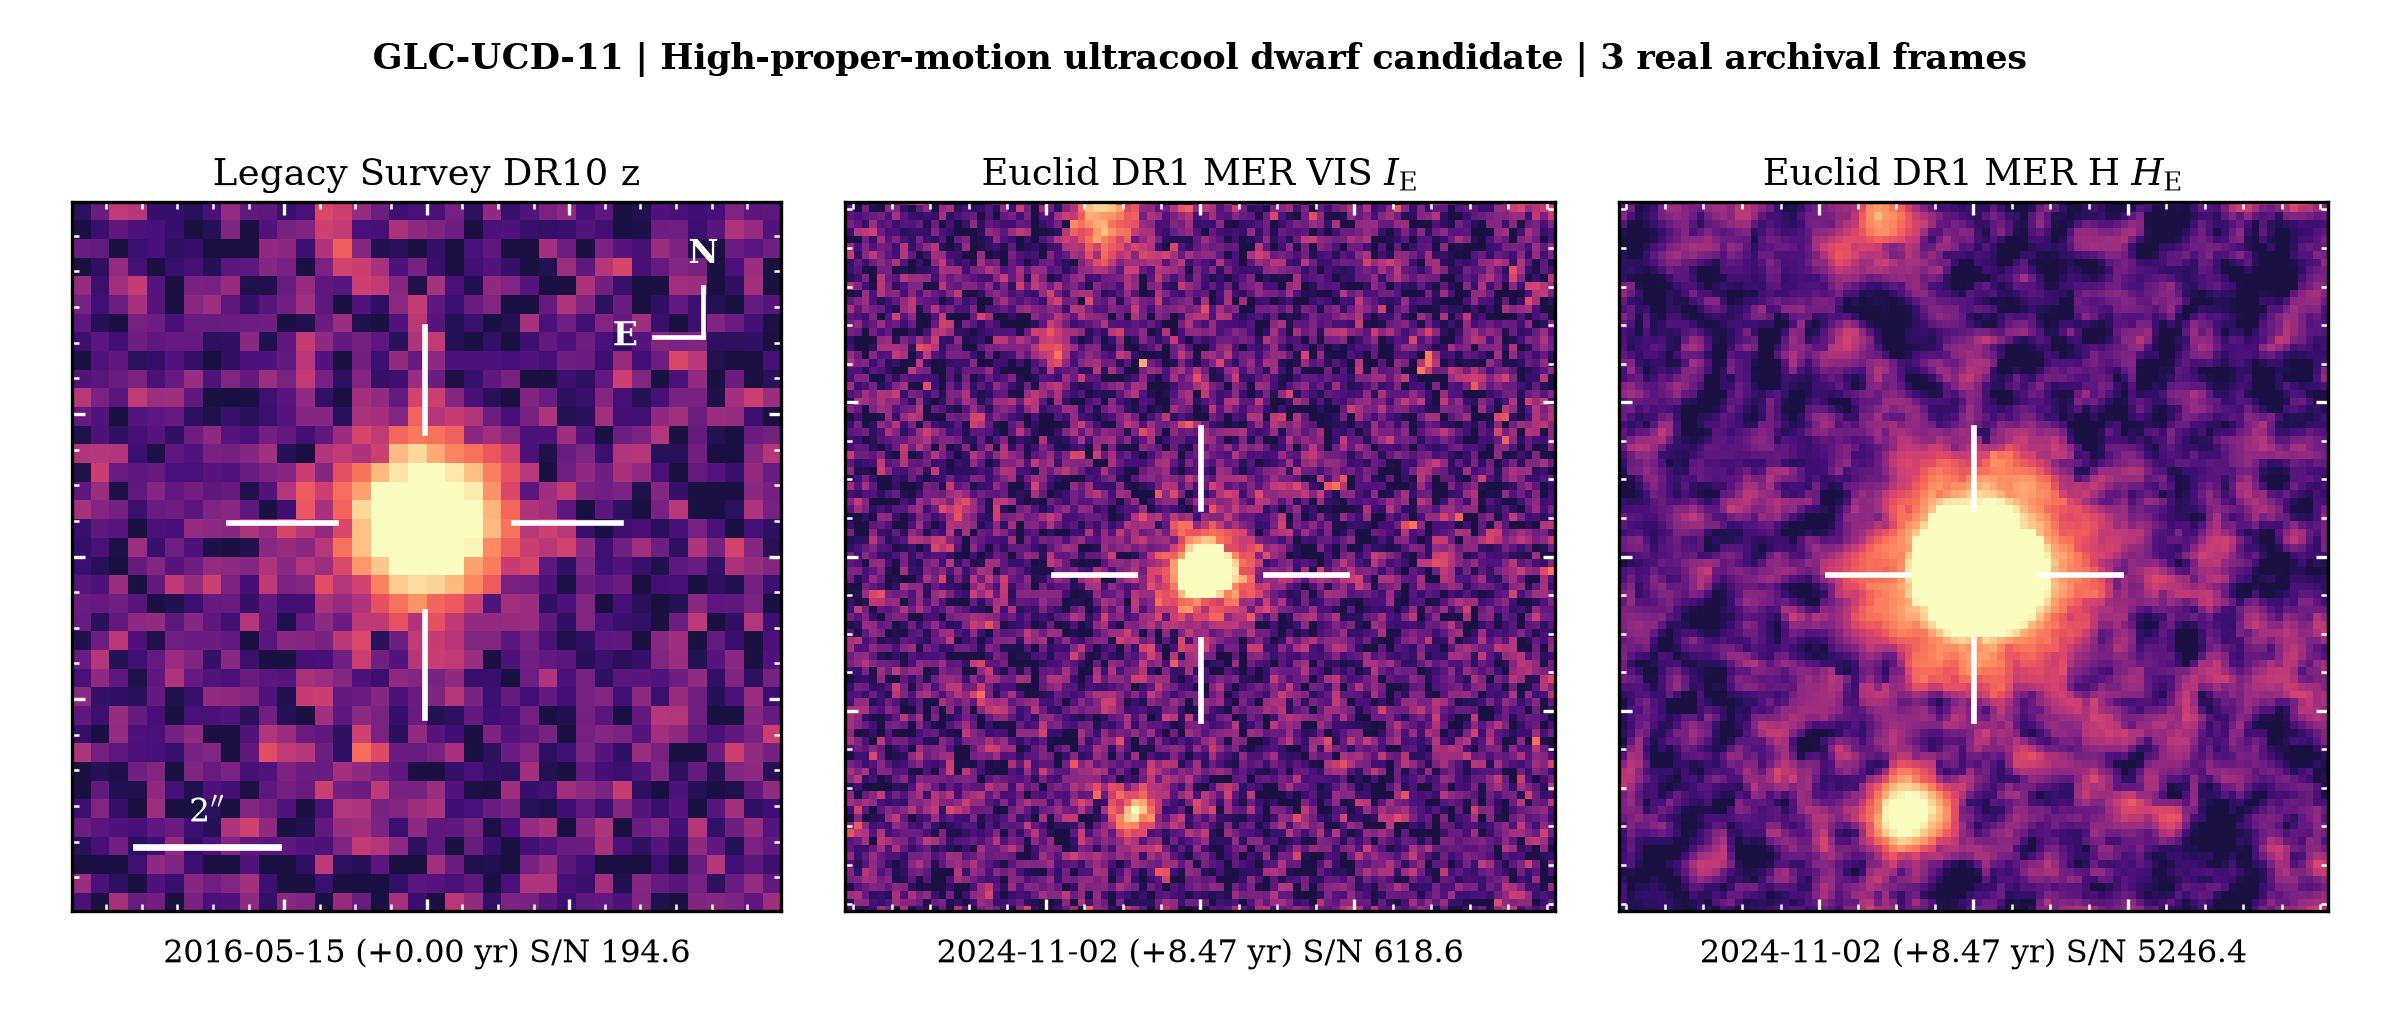 GLC-UCD-11 | High-proper-motion ultracool dwarf candidate | 3 real archival frames
Legacy Survey DR10 z
Euclid DR1 MER VIS I_E
Euclid DR1 MER H H_E
N
E
2″
2016-05-15 (+0.00 yr) S/N 194.6
2024-11-02 (+8.47 yr) S/N 618.6
2024-11-02 (+8.47 yr) S/N 5246.4